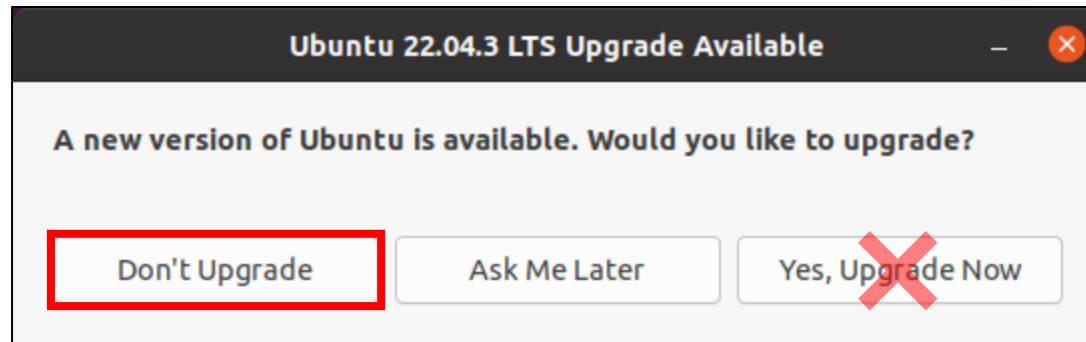 Ubuntu 22.04.3 LTS Upgrade Available
A new version of Ubuntu is available. Would you like to upgrade?
Don't Upgrade
Ask Me Later
Yes, Upgrade Now